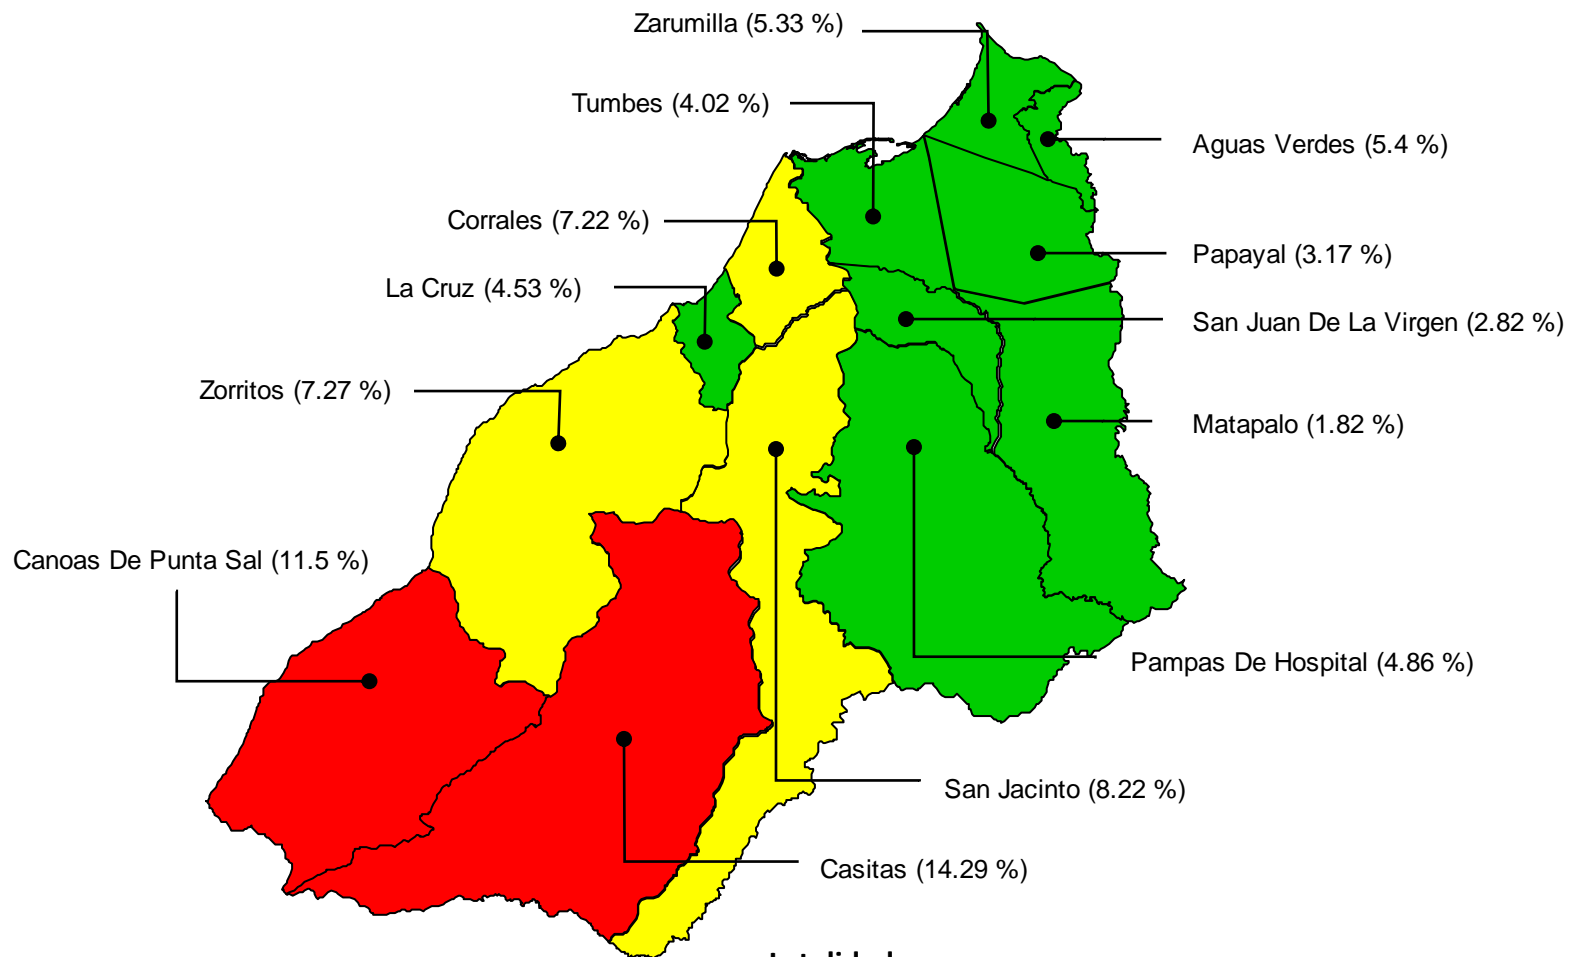 Zarumilla (5.33 %)
Tumbes (4.02 %)
Aguas Verdes (5.4 %)
Corrales (7.22 %)
Papayal (3.17 %)
La Cruz (4.53 %)
San Juan De La Virgen (2.82 %)
Zorritos (7.27 %)
Matapalo (1.82 %)
Canoas De Punta Sal (11.5 %)
Pampas De Hospital (4.86 %)
San Jacinto (8.22 %)
Casitas (14.29 %)